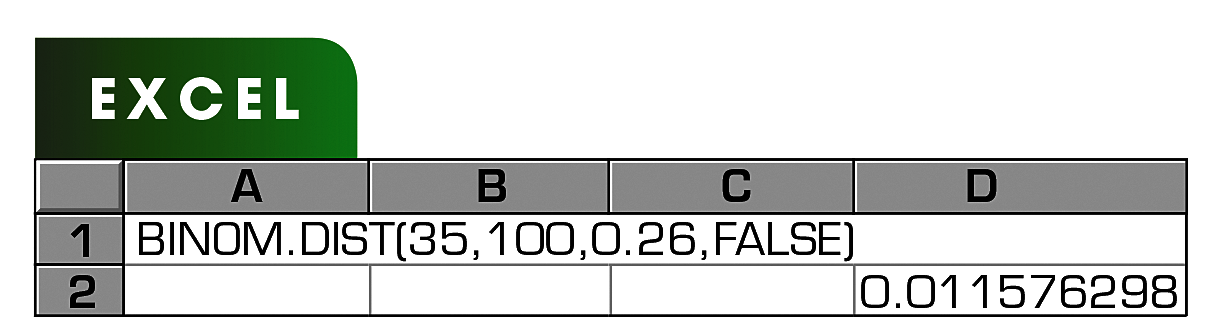 EXCEL
A B C D
1 BINOM.DIST(35,100,0.26,FALSE)
2 0.011576298